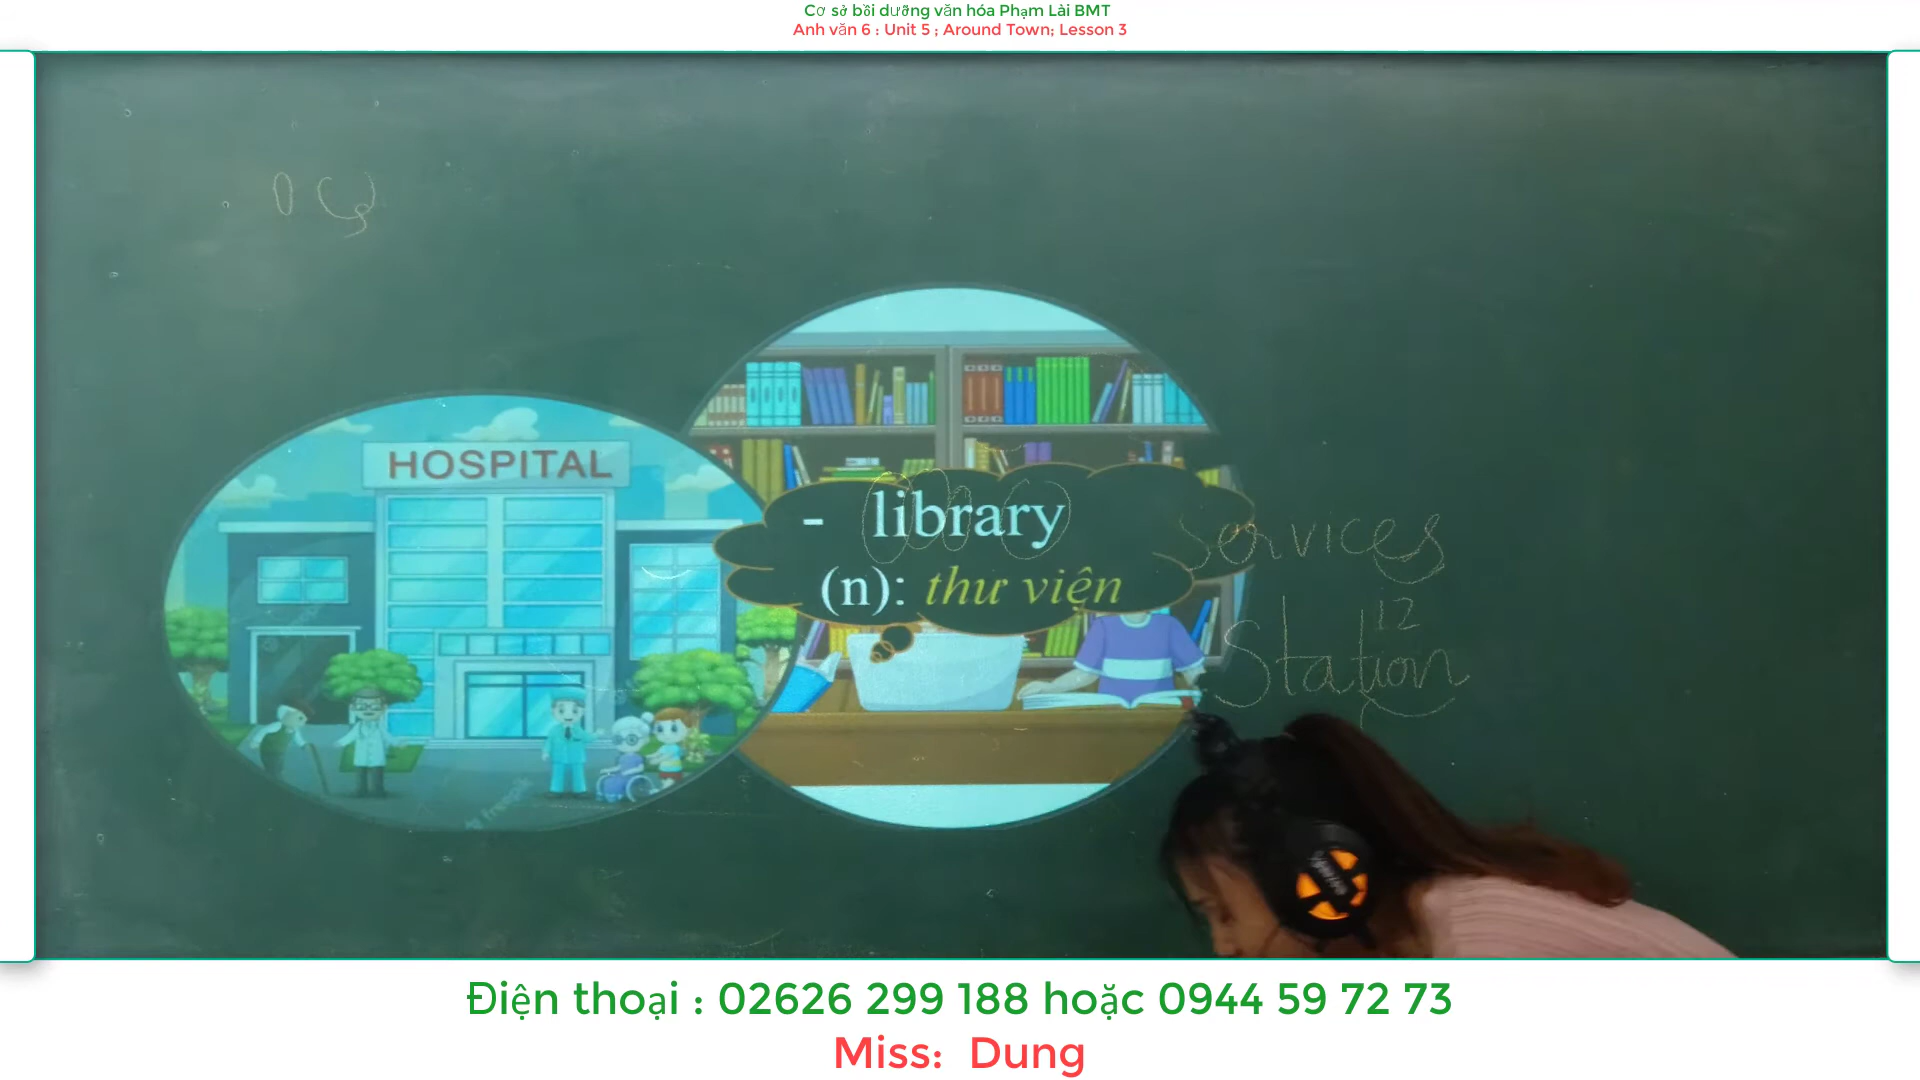 Cơ sở bồi dưỡng văn hóa Phạm Lài BMT
Anh văn 6 : Unit 5 ; Around Town; Lesson 3
HOSPITAL
- library
(n): thư viện
Services
12
Station
Điện thoại : 02626 299 188 hoặc 0944 59 72 73
Miss: Dung